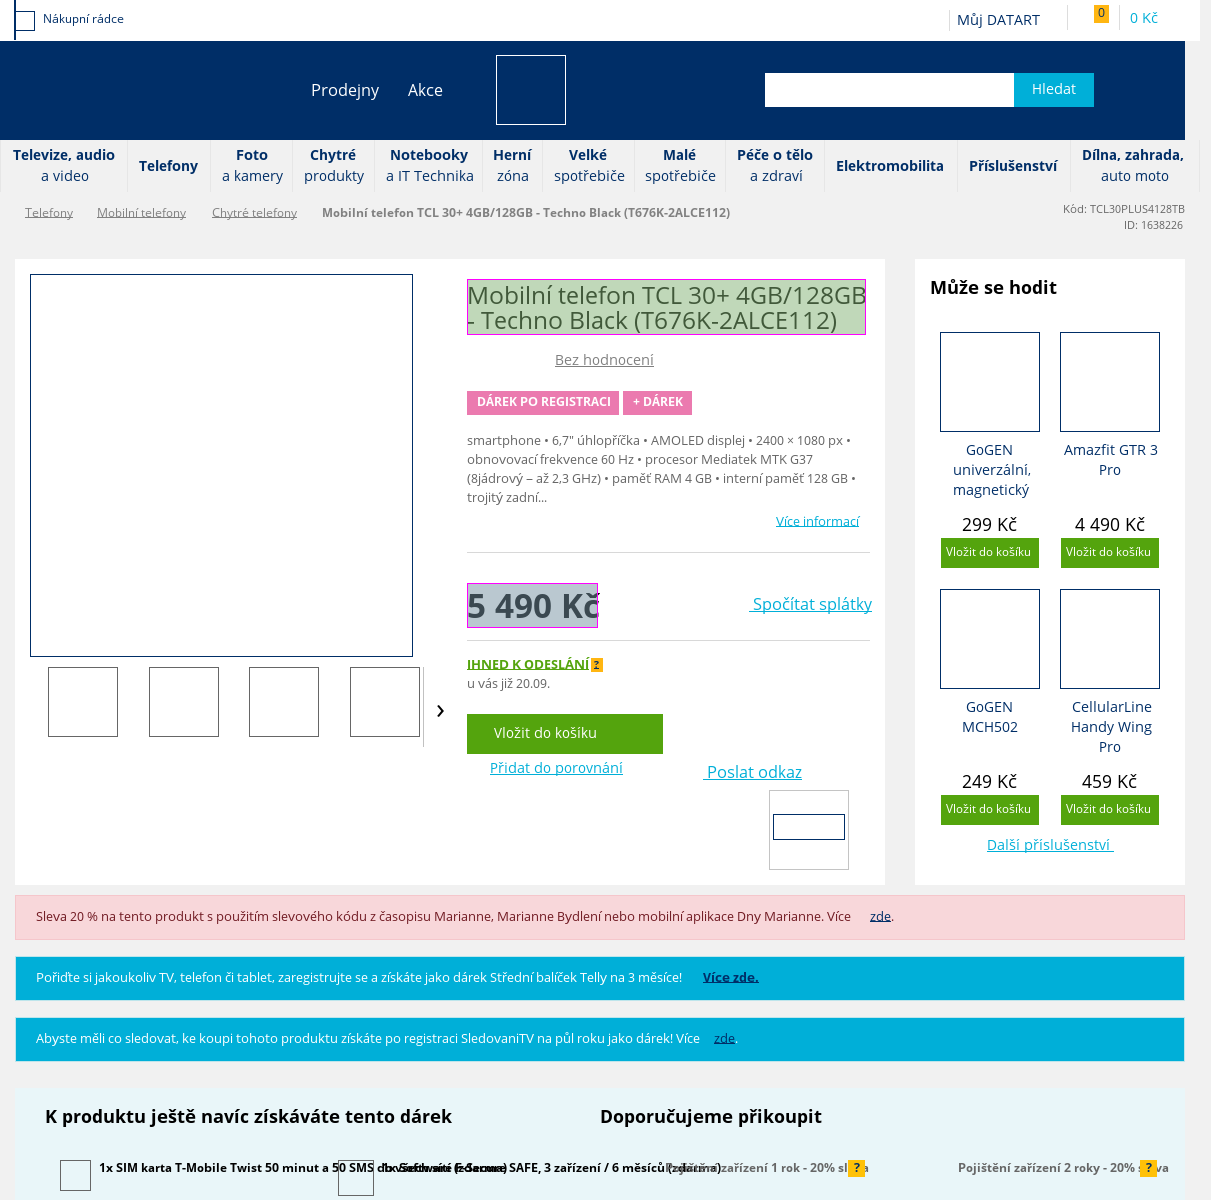 Nákupní rádce
Můj DATART
0
0 Kč
Prodejny
Akce
Hledat
Televize, audio
a video
Telefony
Foto
a kamery
Chytré
produkty
Notebooky
a IT Technika
Herní
zóna
Velké
spotřebiče
Malé
spotřebiče
Péče o tělo
a zdraví
Elektromobilita
Příslušenství
Dílna, zahrada,
auto moto
Telefony
Mobilní telefony
Chytré telefony
Mobilní telefon TCL 30+ 4GB/128GB - Techno Black (T676K-2ALCE112)
Kód: TCL30PLUS4128TB
ID: 1638226
Mobilní telefon TCL 30+ 4GB/128GB
- Techno Black (T676K-2ALCE112)
Bez hodnocení
DÁREK PO REGISTRACI
+ DÁREK
smartphone • 6,7" úhlopříčka • AMOLED displej • 2400 × 1080 px •
obnovovací frekvence 60 Hz • procesor Mediatek MTK G37
(8jádrový – až 2,3 GHz) • paměť RAM 4 GB • interní paměť 128 GB •
trojitý zadní...
Více informací
5 490 Kč
Spočítat splátky
IHNED K ODESLÁNÍ ?
u vás již 20.09.
Vložit do košíku
Přidat do porovnání
Poslat odkaz
Může se hodit
GoGEN
univerzální,
magnetický
299 Kč
Vložit do košíku
Amazfit GTR 3
Pro
4 490 Kč
Vložit do košíku
GoGEN
MCH502
249 Kč
Vložit do košíku
CellularLine
Handy Wing
Pro
459 Kč
Vložit do košíku
Další příslušenství
Sleva 20 % na tento produkt s použitím slevového kódu z časopisu Marianne, Marianne Bydlení nebo mobilní aplikace Dny Marianne. Více zde.
Pořiďte si jakoukoliv TV, telefon či tablet, zaregistrujte se a získáte jako dárek Střední balíček Telly na 3 měsíce! Více zde.
Abyste měli co sledovat, ke koupi tohoto produktu získáte po registraci SledovaniTV na půl roku jako dárek! Více zde.
K produktu ještě navíc získáváte tento dárek
1x SIM karta T-Mobile Twist 50 minut a 50 SMS do všech sítí (zdarma)
1x Software F-Secure SAFE, 3 zařízení / 6 měsíců (zdarma)
Doporučujeme přikoupit
Pojištění zařízení 1 rok - 20% sleva
?
Pojištění zařízení 2 roky - 20% sleva
?